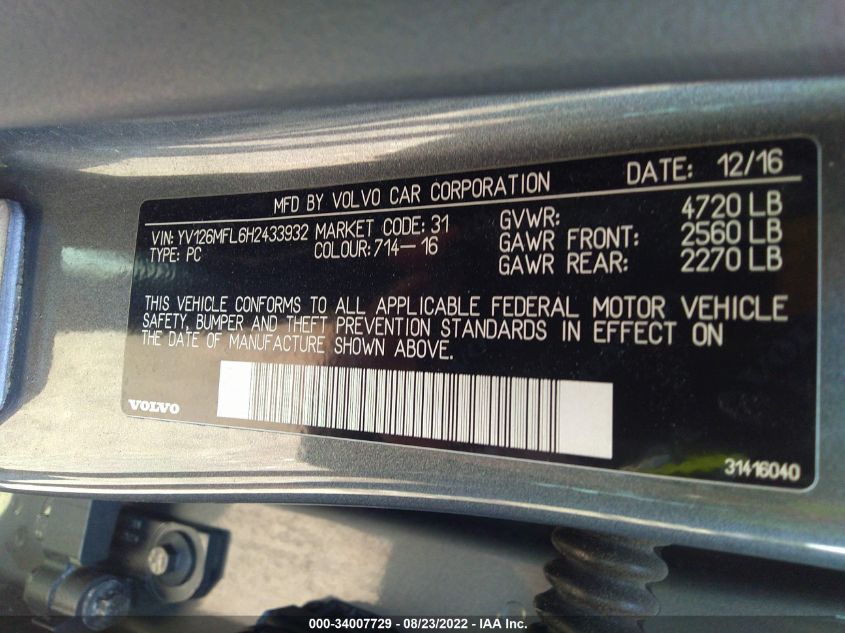 MFD BY VOLVO CAR CORPORATION DATE: 12/16
VIN: YV126MFL6H2433932 MARKET CODE: 31 GVWR: 4720 LB
TYPE: PC COLOUR: 714-16 GAWR FRONT: 2560 LB
GAWR REAR: 2270 LB
THIS VEHICLE CONFORMS TO ALL APPLICABLE FEDERAL MOTOR VEHICLE
SAFETY, BUMPER AND THEFT PREVENTION STANDARDS IN EFFECT ON
THE DATE OF MANUFACTURE SHOWN ABOVE.
VOLVO
31416040
000-34007729 - 08/23/2022 - IAA Inc.